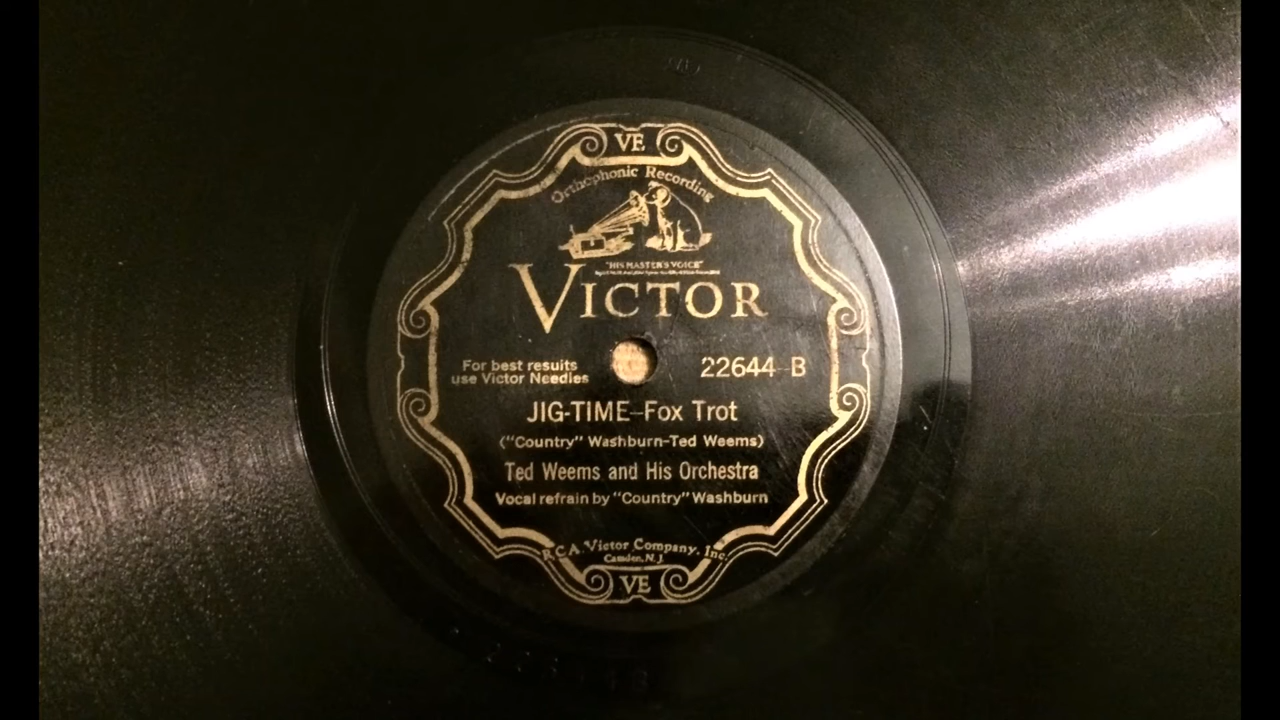 VE
Orthophonic Recording
"HIS MASTER'S VOICE"
VICTOR
For best results
use Victor Needles
22644-B
JIG-TIME-Fox Trot
("Country" Washburn-Ted Weems)
Ted Weems and His Orchestra
Vocal refrain by "Country" Washburn
RCA Victor Company, Inc.
Camden, N.J.
VE